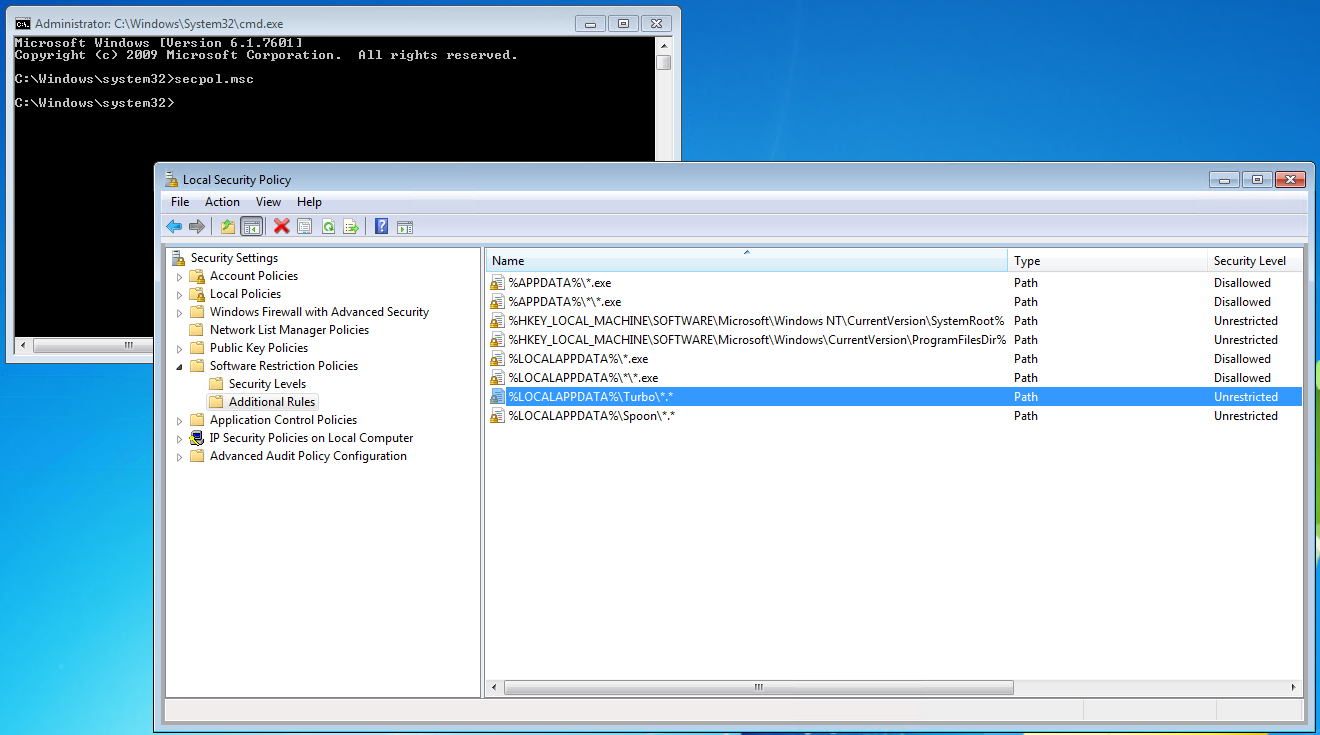 Administrator: C:\Windows\System32\cmd.exe
Microsoft Windows [Version 6.1.7601]
Copyright (c) 2009 Microsoft Corporation.  All rights reserved.
C:\Windows\system32>secpol.msc
C:\Windows\system32>
Local Security Policy
File Action View Help
Security Settings
Account Policies
Local Policies
Windows Firewall with Advanced Security
Network List Manager Policies
Public Key Policies
Software Restriction Policies
Security Levels
Additional Rules
Application Control Policies
IP Security Policies on Local Computer
Advanced Audit Policy Configuration
Name Type Security Level
%APPDATA%\*.exe Path Disallowed
%APPDATA%\*\*.exe Path Disallowed
%HKEY_LOCAL_MACHINE\SOFTWARE\Microsoft\Windows NT\CurrentVersion\SystemRoot% Path Unrestricted
%HKEY_LOCAL_MACHINE\SOFTWARE\Microsoft\Windows\CurrentVersion\ProgramFilesDir% Path Unrestricted
%LOCALAPPDATA%\*.exe Path Disallowed
%LOCALAPPDATA%\*\*.exe Path Disallowed
%LOCALAPPDATA%\Turbo\*.* Path Unrestricted
%LOCALAPPDATA%\Spoon\*.* Path Unrestricted